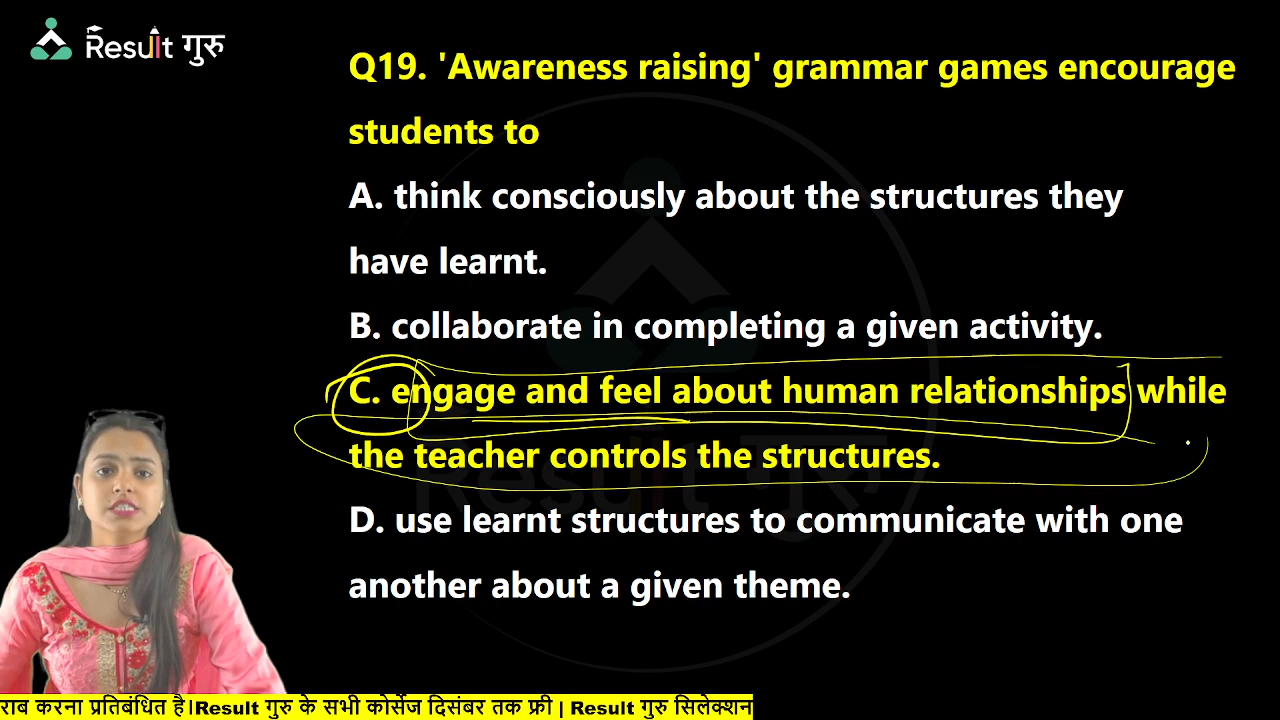 Result गुरु
Q19. 'Awareness raising' grammar games encourage
students to
A. think consciously about the structures they
have learnt.
B. collaborate in completing a given activity.
C. engage and feel about human relationships while
the teacher controls the structures.
D. use learnt structures to communicate with one
another about a given theme.
Result गुरु
राब करना प्रतिबंधित है।Result गुरु के सभी कोर्सेज दिसंबर तक फ्री | Result गुरु सिलेक्शन